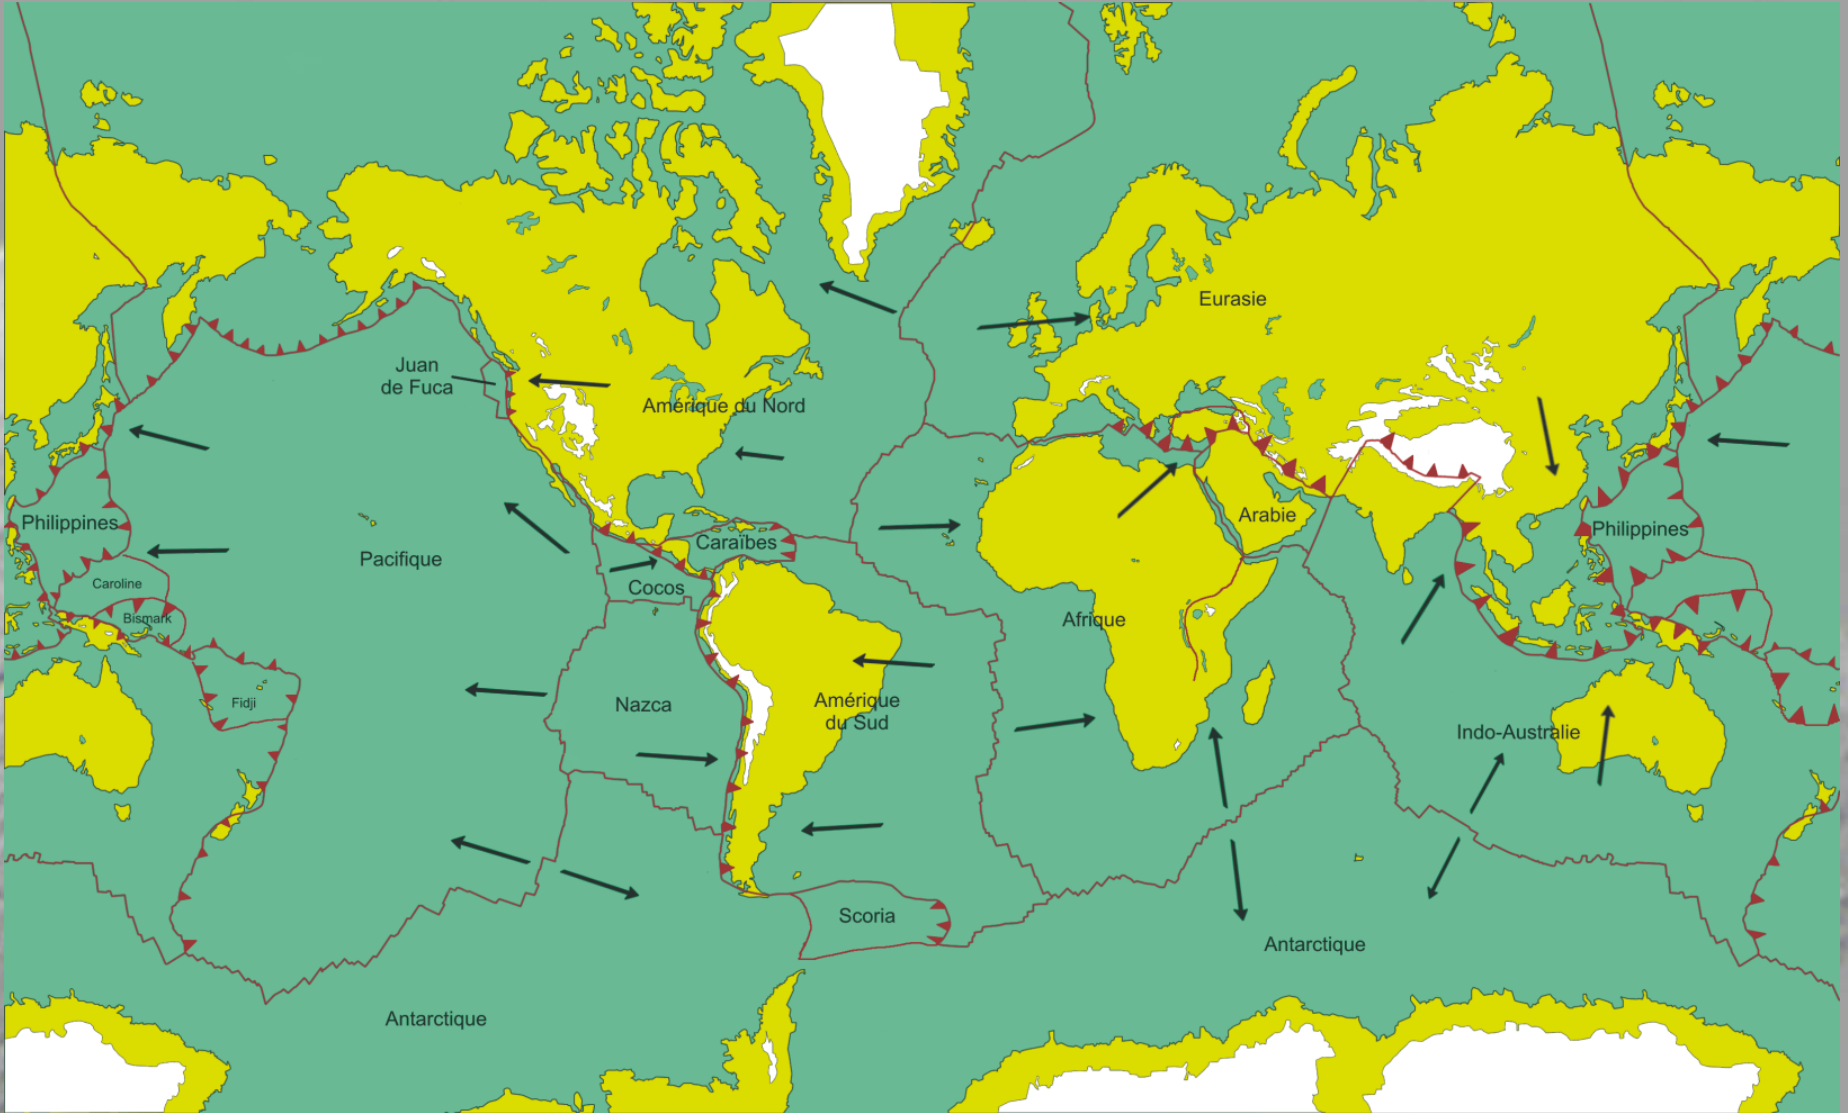 Eurasie
Juan
de Fuca
Amérique du Nord
Philippines
Caraïbes
Arabie
Philippines
Pacifique
Caroline
Cocos
Bismark
Afrique
Fidji
Nazca
Amérique
du Sud
Indo-Australie
Scoria
Antarctique
Antarctique